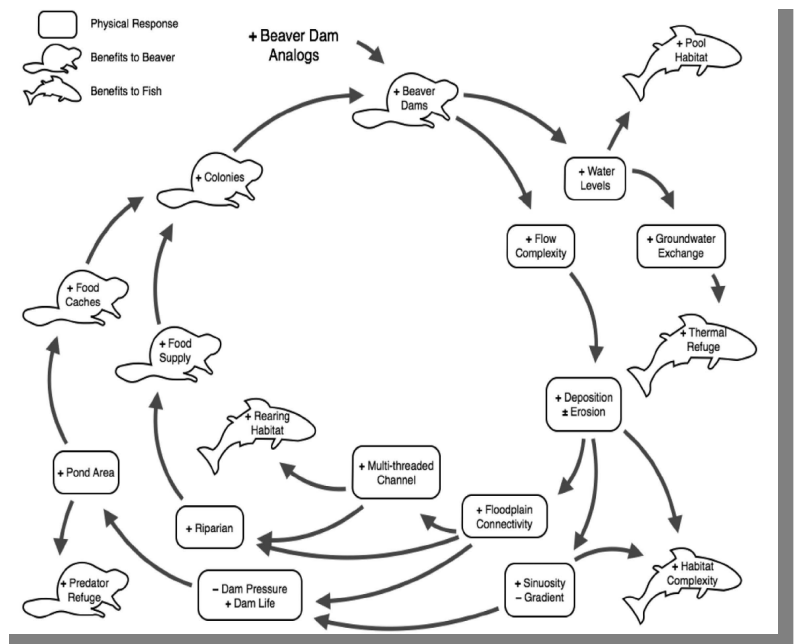 Physical Response
Benefits to Beaver
Benefits to Fish
+ Beaver Dam
Analogs
+ Beaver
Dams
+ Pool
Habitat
+ Water
Levels
+ Colonies
+ Flow
Complexity
+ Groundwater
Exchange
+ Food
Caches
+ Food
Supply
+ Thermal
Refuge
+ Deposition
± Erosion
+ Rearing
Habitat
+ Pond Area
+ Multi-threaded
Channel
+ Riparian
+ Floodplain
Connectivity
+ Predator
Refuge
− Dam Pressure
+ Dam Life
+ Sinuosity
− Gradient
+ Habitat
Complexity